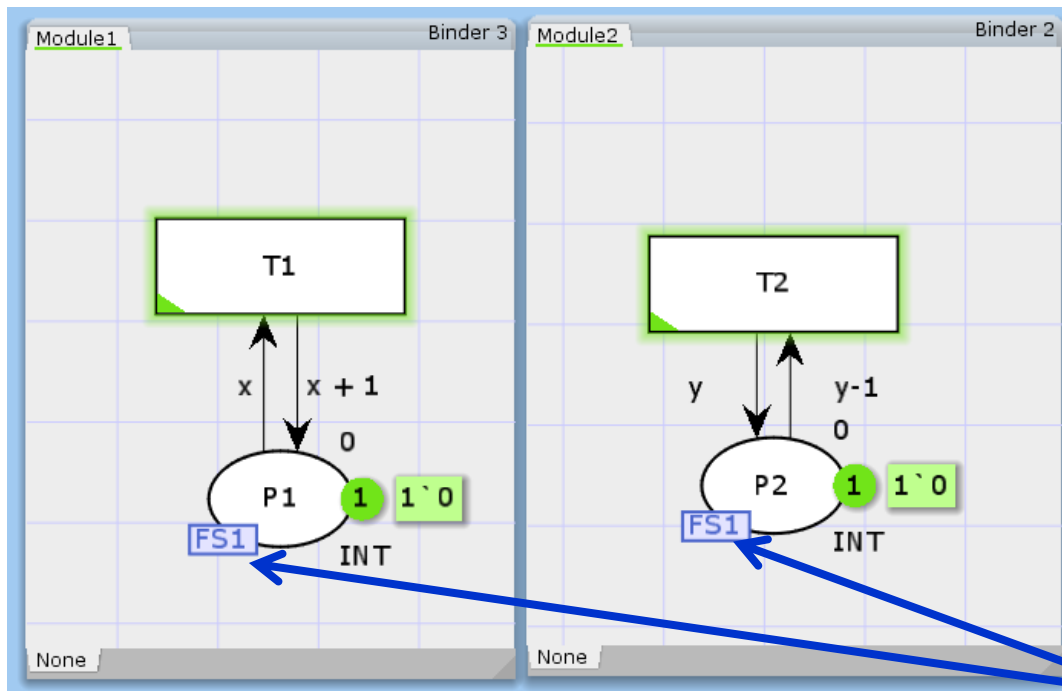 Module1
Binder 3
T1
x
x + 1
0
P1
1
1`0
FS1
INT
None
Module2
Binder 2
T2
y
y-1
0
P2
1
1`0
FS1
INT
None